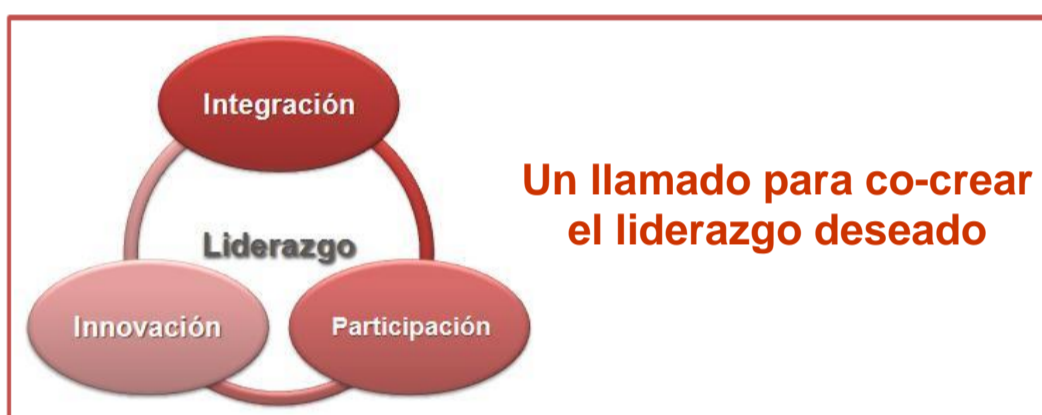 Integración
Liderazgo
Innovación
Participación
Un llamado para co-crear
el liderazgo deseado